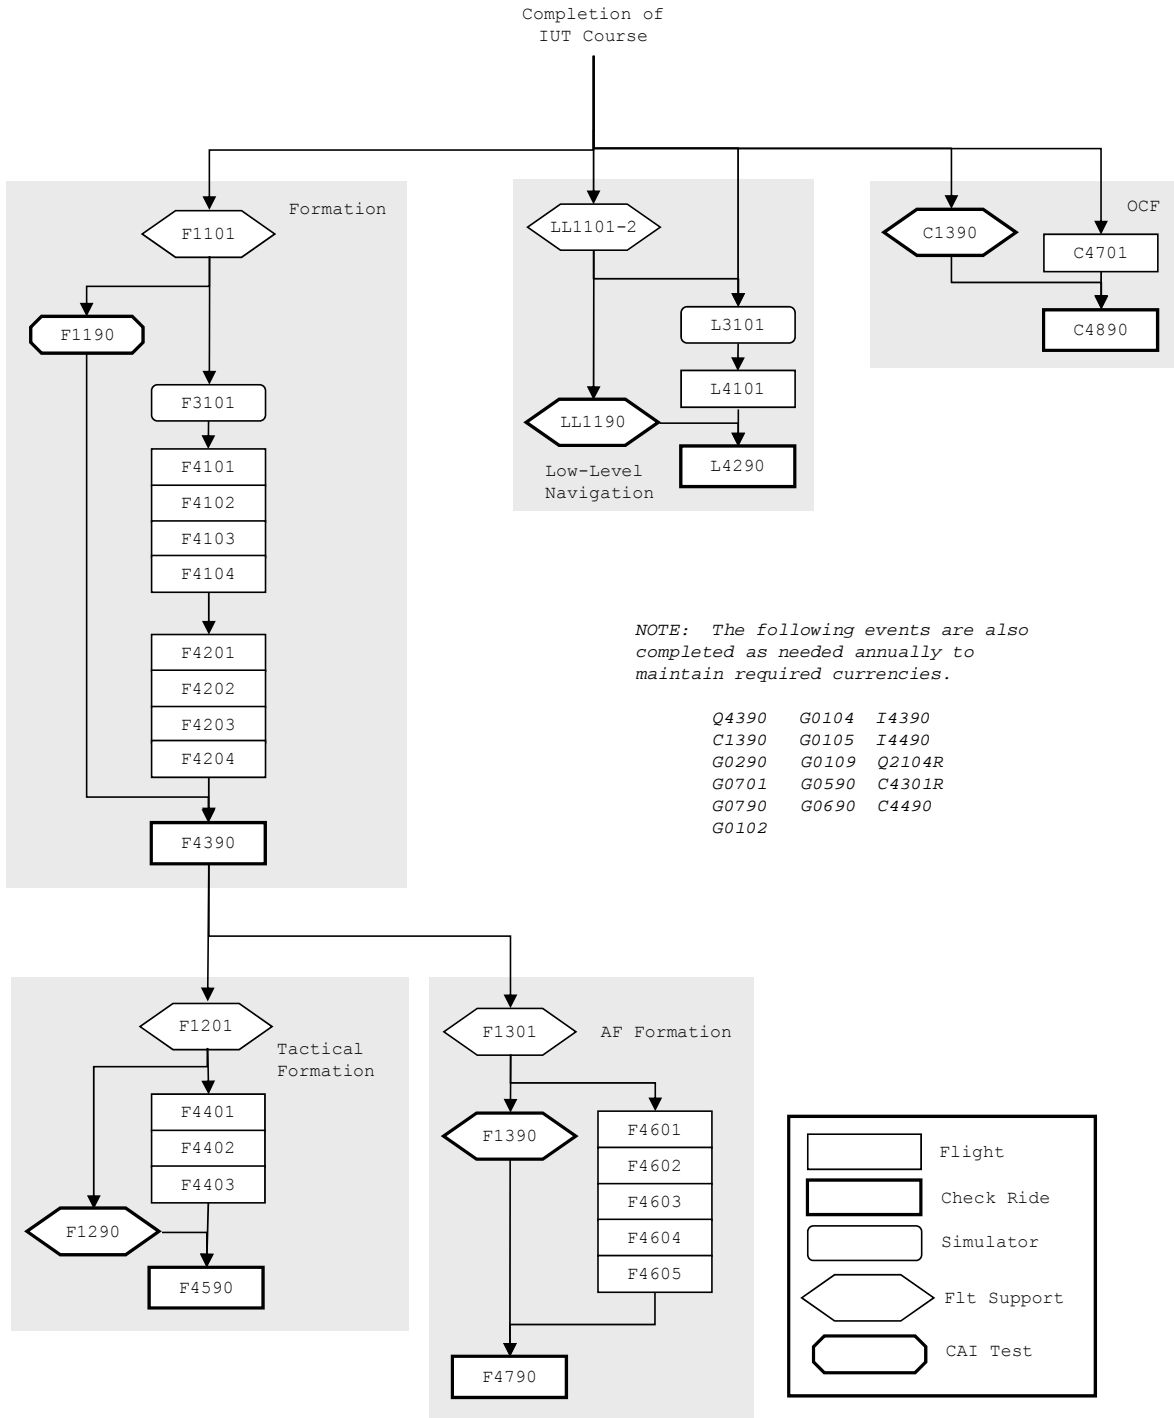 Completion of
IUT Course
Formation
F1101
F1190
F3101
F4101
F4102
F4103
F4104
F4201
F4202
F4203
F4204
F4390
LL1101-2
L3101
L4101
LL1190
L4290
Low-Level
Navigation
OCF
C1390
C4701
C4890
NOTE: The following events are also
completed as needed annually to
maintain required currencies.
Q4390 G0104 I4390
C1390 G0105 I4490
G0290 G0109 Q2104R
G0701 G0590 C4301R
G0790 G0690 C4490
G0102
F1201
Tactical
Formation
F4401
F4402
F4403
F1290
F4590
F1301
AF Formation
F1390
F4601
F4602
F4603
F4604
F4605
F4790
Flight
Check Ride
Simulator
Flt Support
CAI Test